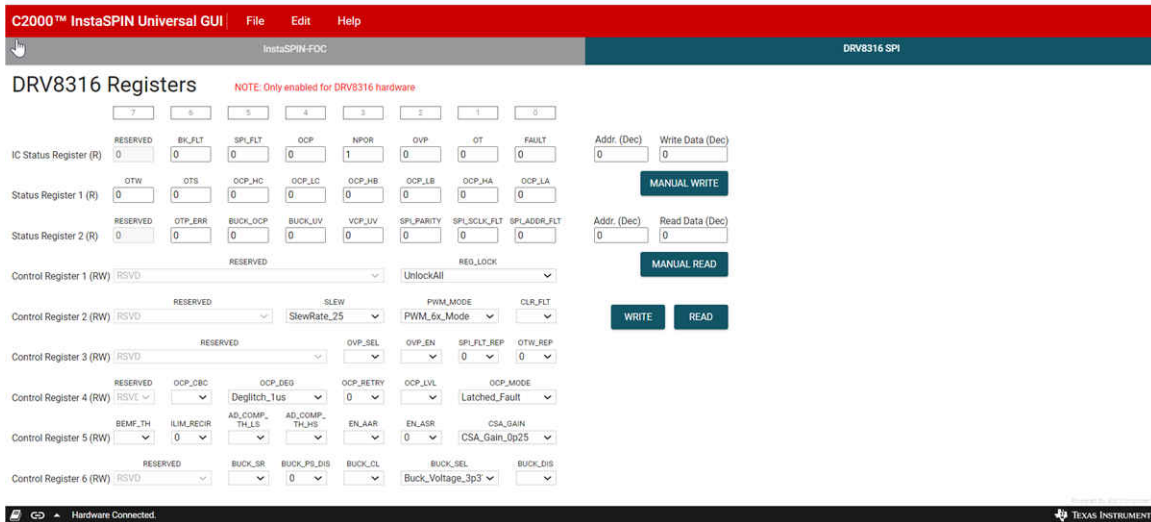 C2000™ InstaSPIN Universal GUI File Edit Help
InstaSPIN-FOC DRV8316 SPI
DRV8316 Registers NOTE: Only enabled for DRV8316 hardware
7 6 5 4 3 2 1 0
RESERVED BK_FLT SPI_FLT OCP NPOR OVP OT FAULT Addr. (Dec) Write Data (Dec)
IC Status Register (R) 0 0 0 0 1 0 0 0 0 0
OTW OTS OCP_HC OCP_LC OCP_HB OCP_LB OCP_HA OCP_LA MANUAL WRITE
Status Register 1 (R) 0 0 0 0 0 0 0 0
RESERVED OTP_ERR BUCK_OCP BUCK_UV VCP_UV SPI_PARITY SPI_SCLK_FLT SPI_ADDR_FLT Addr. (Dec) Read Data (Dec)
Status Register 2 (R) 0 0 0 0 0 0 0 0 0 0
RESERVED REG_LOCK MANUAL READ
Control Register 1 (RW) RSVD UnlockAll
RESERVED SLEW PWM_MODE CLR_FLT
Control Register 2 (RW) RSVD SlewRate_25 PWM_6x_Mode WRITE READ
RESERVED OVP_SEL OVP_EN SPI_FLT_REP OTW_REP
Control Register 3 (RW) RSVD 0 0
RESERVED OCP_CBC OCP_DEG OCP_RETRY OCP_LVL OCP_MODE
Control Register 4 (RW) RSVD Deglitch_1us 0 Latched_Fault
BEMF_TH ILIM_RECIR AD_COMP_TH_LS AD_COMP_TH_HS EN_AAR EN_ASR CSA_GAIN
Control Register 5 (RW) 0 0 CSA_Gain_0p25
RESERVED BUCK_SR BUCK_PS_DIS BUCK_CL BUCK_SEL BUCK_DIS
Control Register 6 (RW) RSVD 0 Buck_Voltage_3p3
Hardware Connected. TEXAS INSTRUMENT